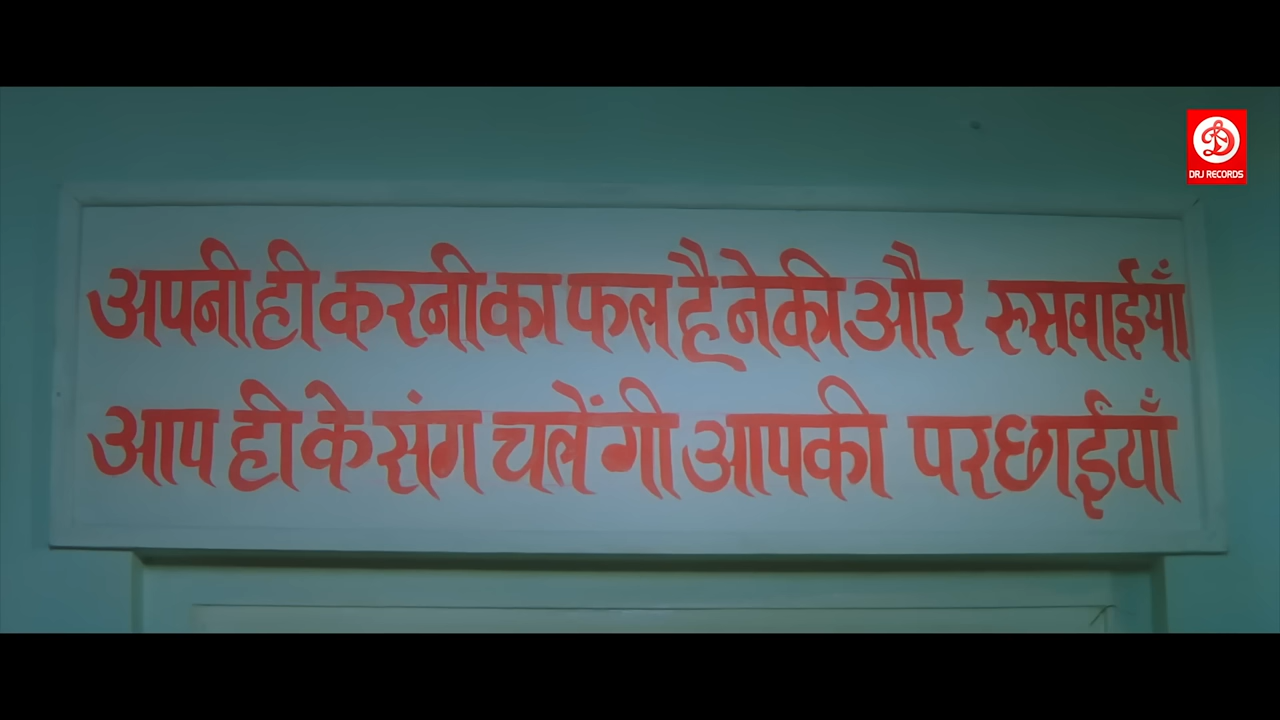 DRJ RECORDS
अपनी ही करनी का फल है नेकी और रुसवाईयाँ
आप ही के संग चलेंगी आपकी परछाईयाँ